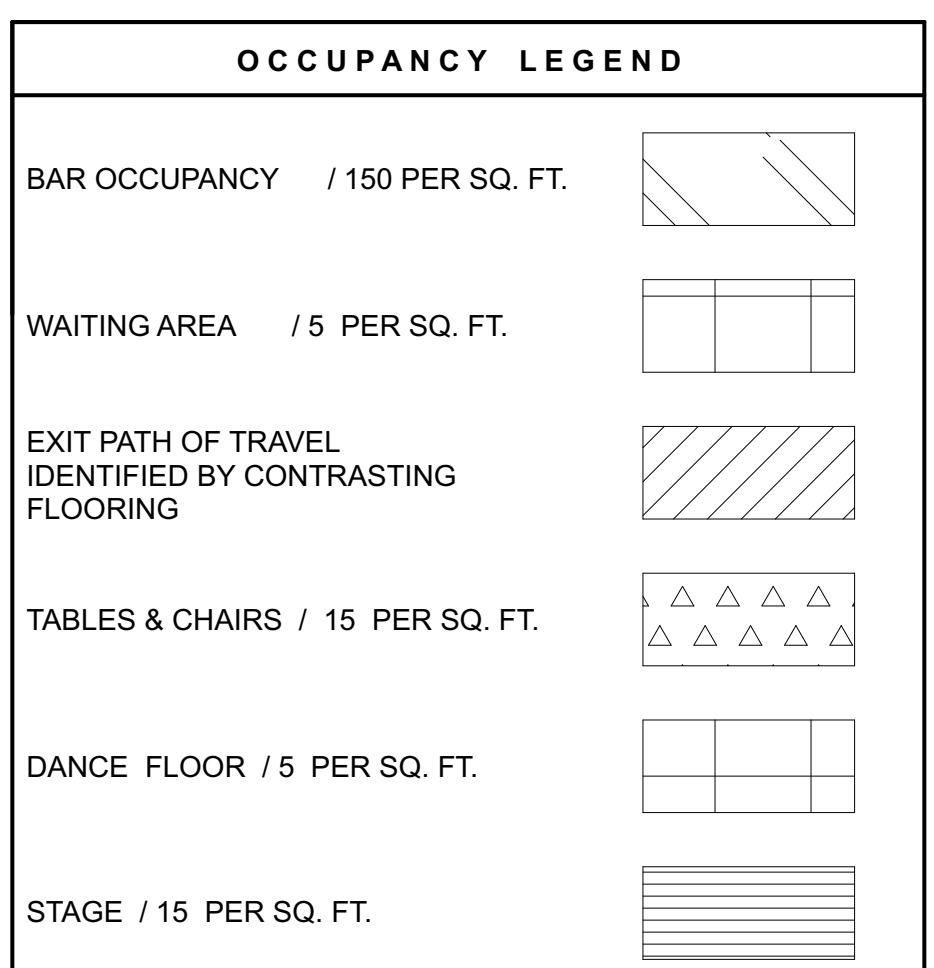 OCCUPANCY LEGEND
BAR OCCUPANCY / 150 PER SQ. FT.
WAITING AREA / 5 PER SQ. FT.
EXIT PATH OF TRAVEL
IDENTIFIED BY CONTRASTING
FLOORING
TABLES & CHAIRS / 15 PER SQ. FT.
DANCE FLOOR / 5 PER SQ. FT.
STAGE / 15 PER SQ. FT.